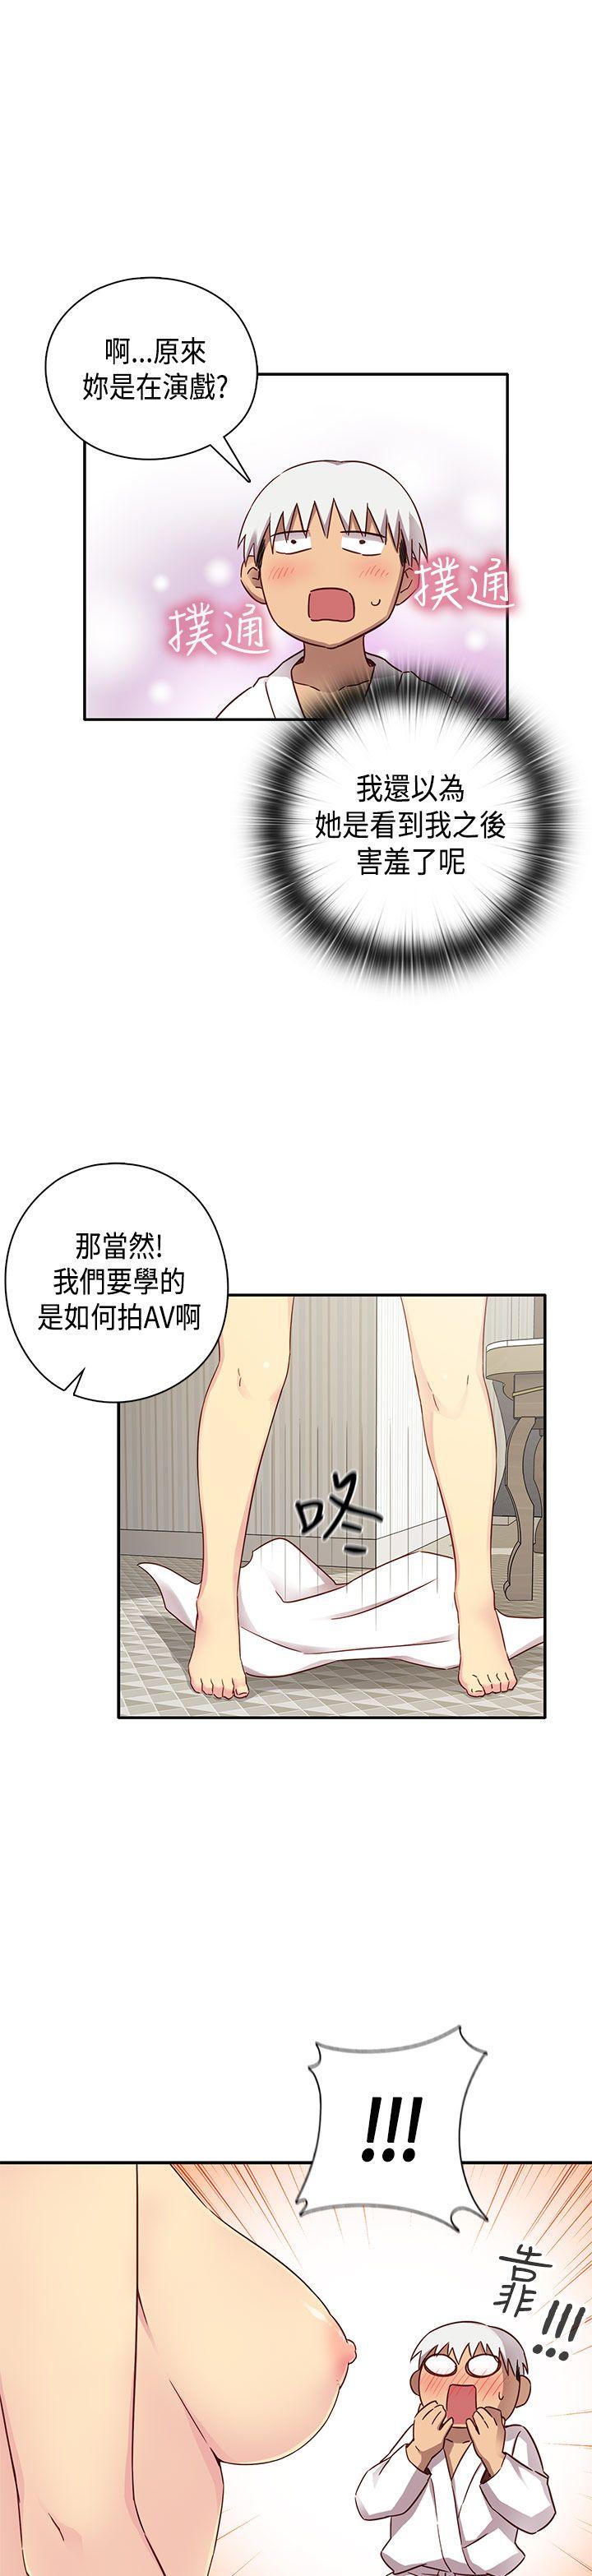 啊...原來
妳是在演戲?
撲通
撲通
我還以為
她是看到我之後
害羞了呢
那當然!
我們要學的
是如何拍AV啊
咚
!!!
靠!!!